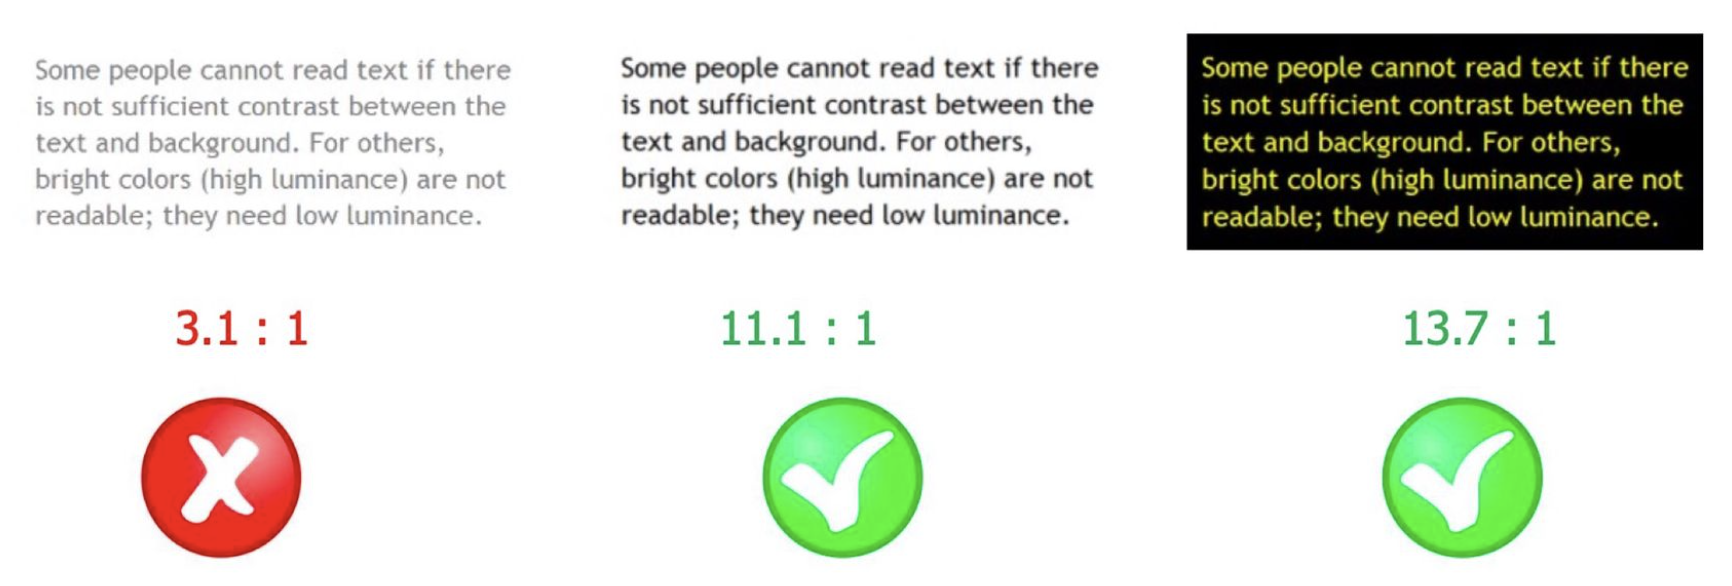 Some people cannot read text if there
is not sufficient contrast between the
text and background. For others,
bright colors (high luminance) are not
readable; they need low luminance.
3.1 : 1
Some people cannot read text if there
is not sufficient contrast between the
text and background. For others,
bright colors (high luminance) are not
readable; they need low luminance.
11.1 : 1
Some people cannot read text if there
is not sufficient contrast between the
text and background. For others,
bright colors (high luminance) are not
readable; they need low luminance.
13.7 : 1